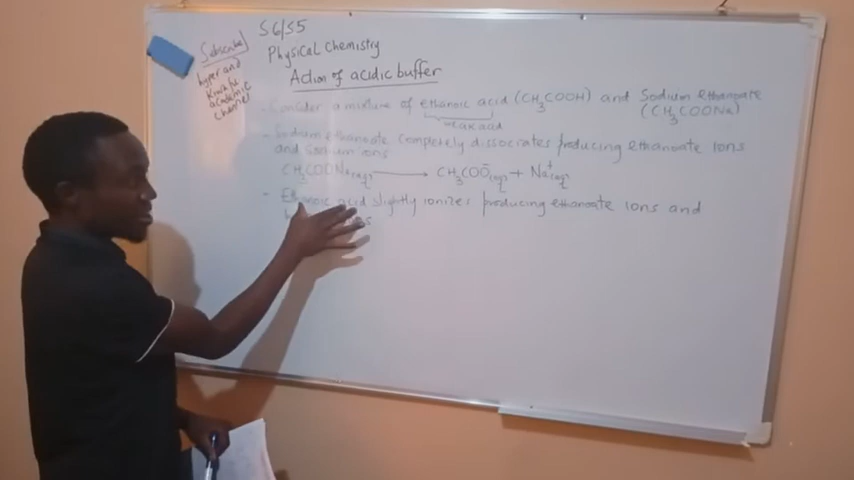 Subscribe
hyper and
academic
channel
S6/S5
Physical Chemistry
Action of acidic buffer
- Consider a mixture of ethanoic acid (CH₃COOH) and Sodium ethanoate
weak acid
(CH₃COONa)
- Sodium ethanoate completely dissociates producing ethanoate ions
and sodium ions
CH₃COONa(aq) → CH₃COO⁻(aq) + Na⁺(aq)
- Ethanoic acid slightly ionizes producing ethanoate ions and